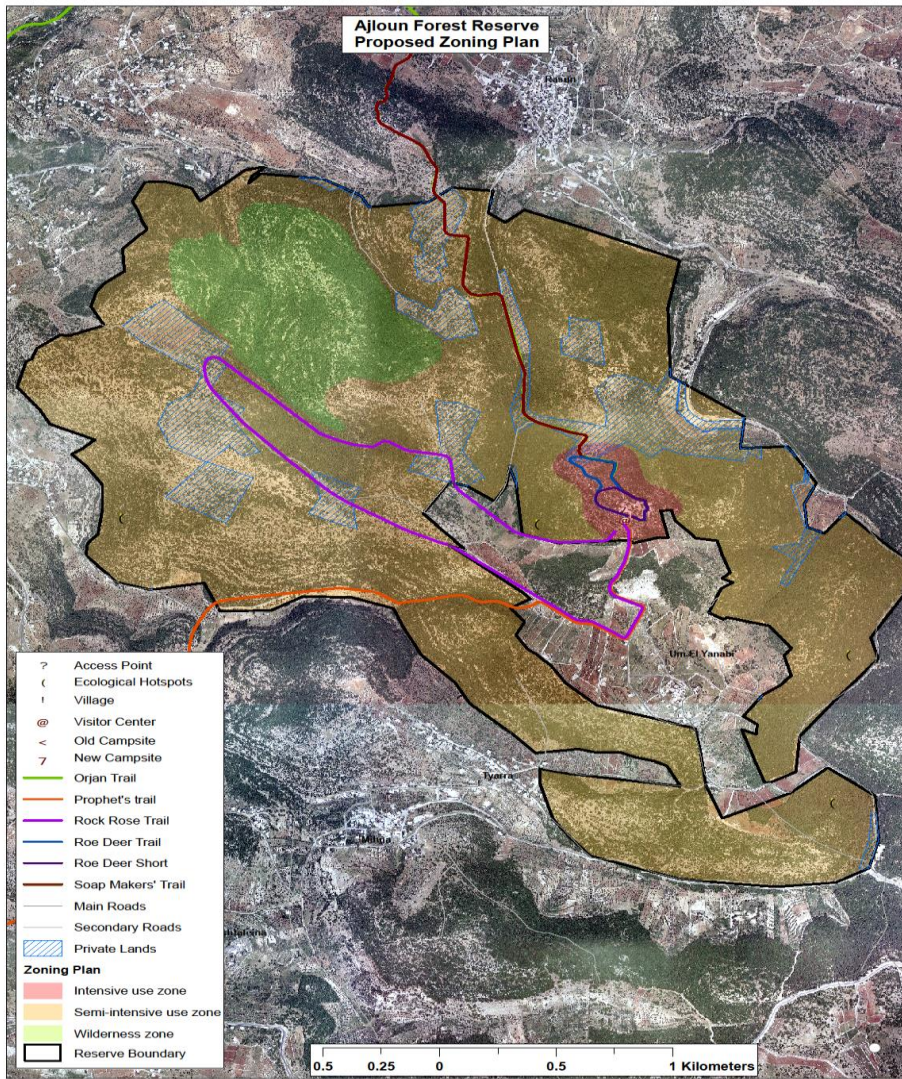 Ajloun Forest Reserve
Proposed Zoning Plan
Um El Yanabi'
Tyarra
? Access Point
( Ecological Hotspots
! Village
@ Visitor Center
< Old Campsite
7 New Campsite
Orjan Trail
Prophet's trail
Rock Rose Trail
Roe Deer Trail
Roe Deer Short
Soap Makers' Trail
Main Roads
Secondary Roads
Private Lands
Zoning Plan
Intensive use zone
Semi-intensive use zone
Wilderness zone
Reserve Boundary
0.5 0.25 0 0.5 1 Kilometers